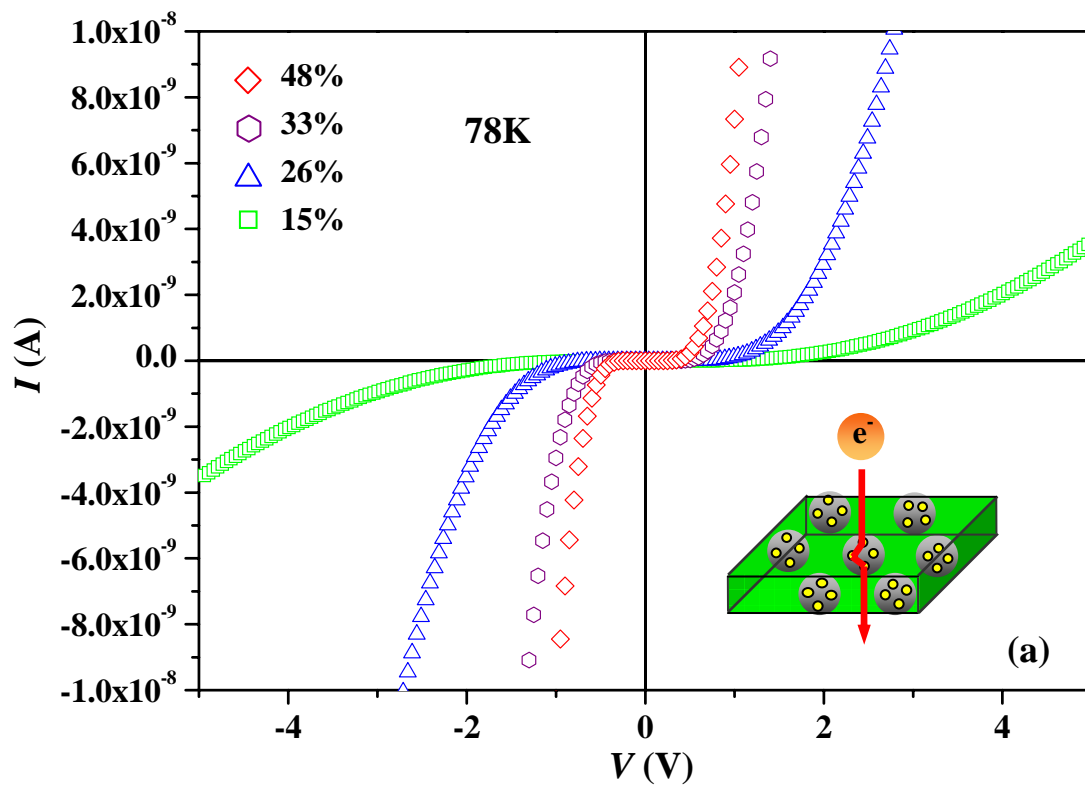 1.0x10⁻⁸
8.0x10⁻⁹
6.0x10⁻⁹
4.0x10⁻⁹
2.0x10⁻⁹
0.0
-2.0x10⁻⁹
-4.0x10⁻⁹
-6.0x10⁻⁹
-8.0x10⁻⁹
-1.0x10⁻⁸
I (A)
48%
33%
26%
15%
78K
e⁻
(a)
-4 -2 0 2 4
V (V)